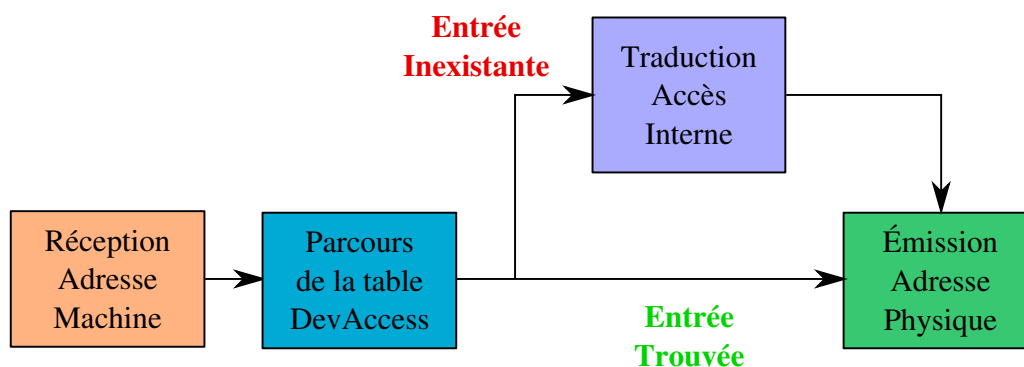 Entrée
Inexistante
Traduction
Accès
Interne
Réception
Adresse
Machine
Parcours
de la table
DevAccess
Émission
Adresse
Physique
Entrée
Trouvée